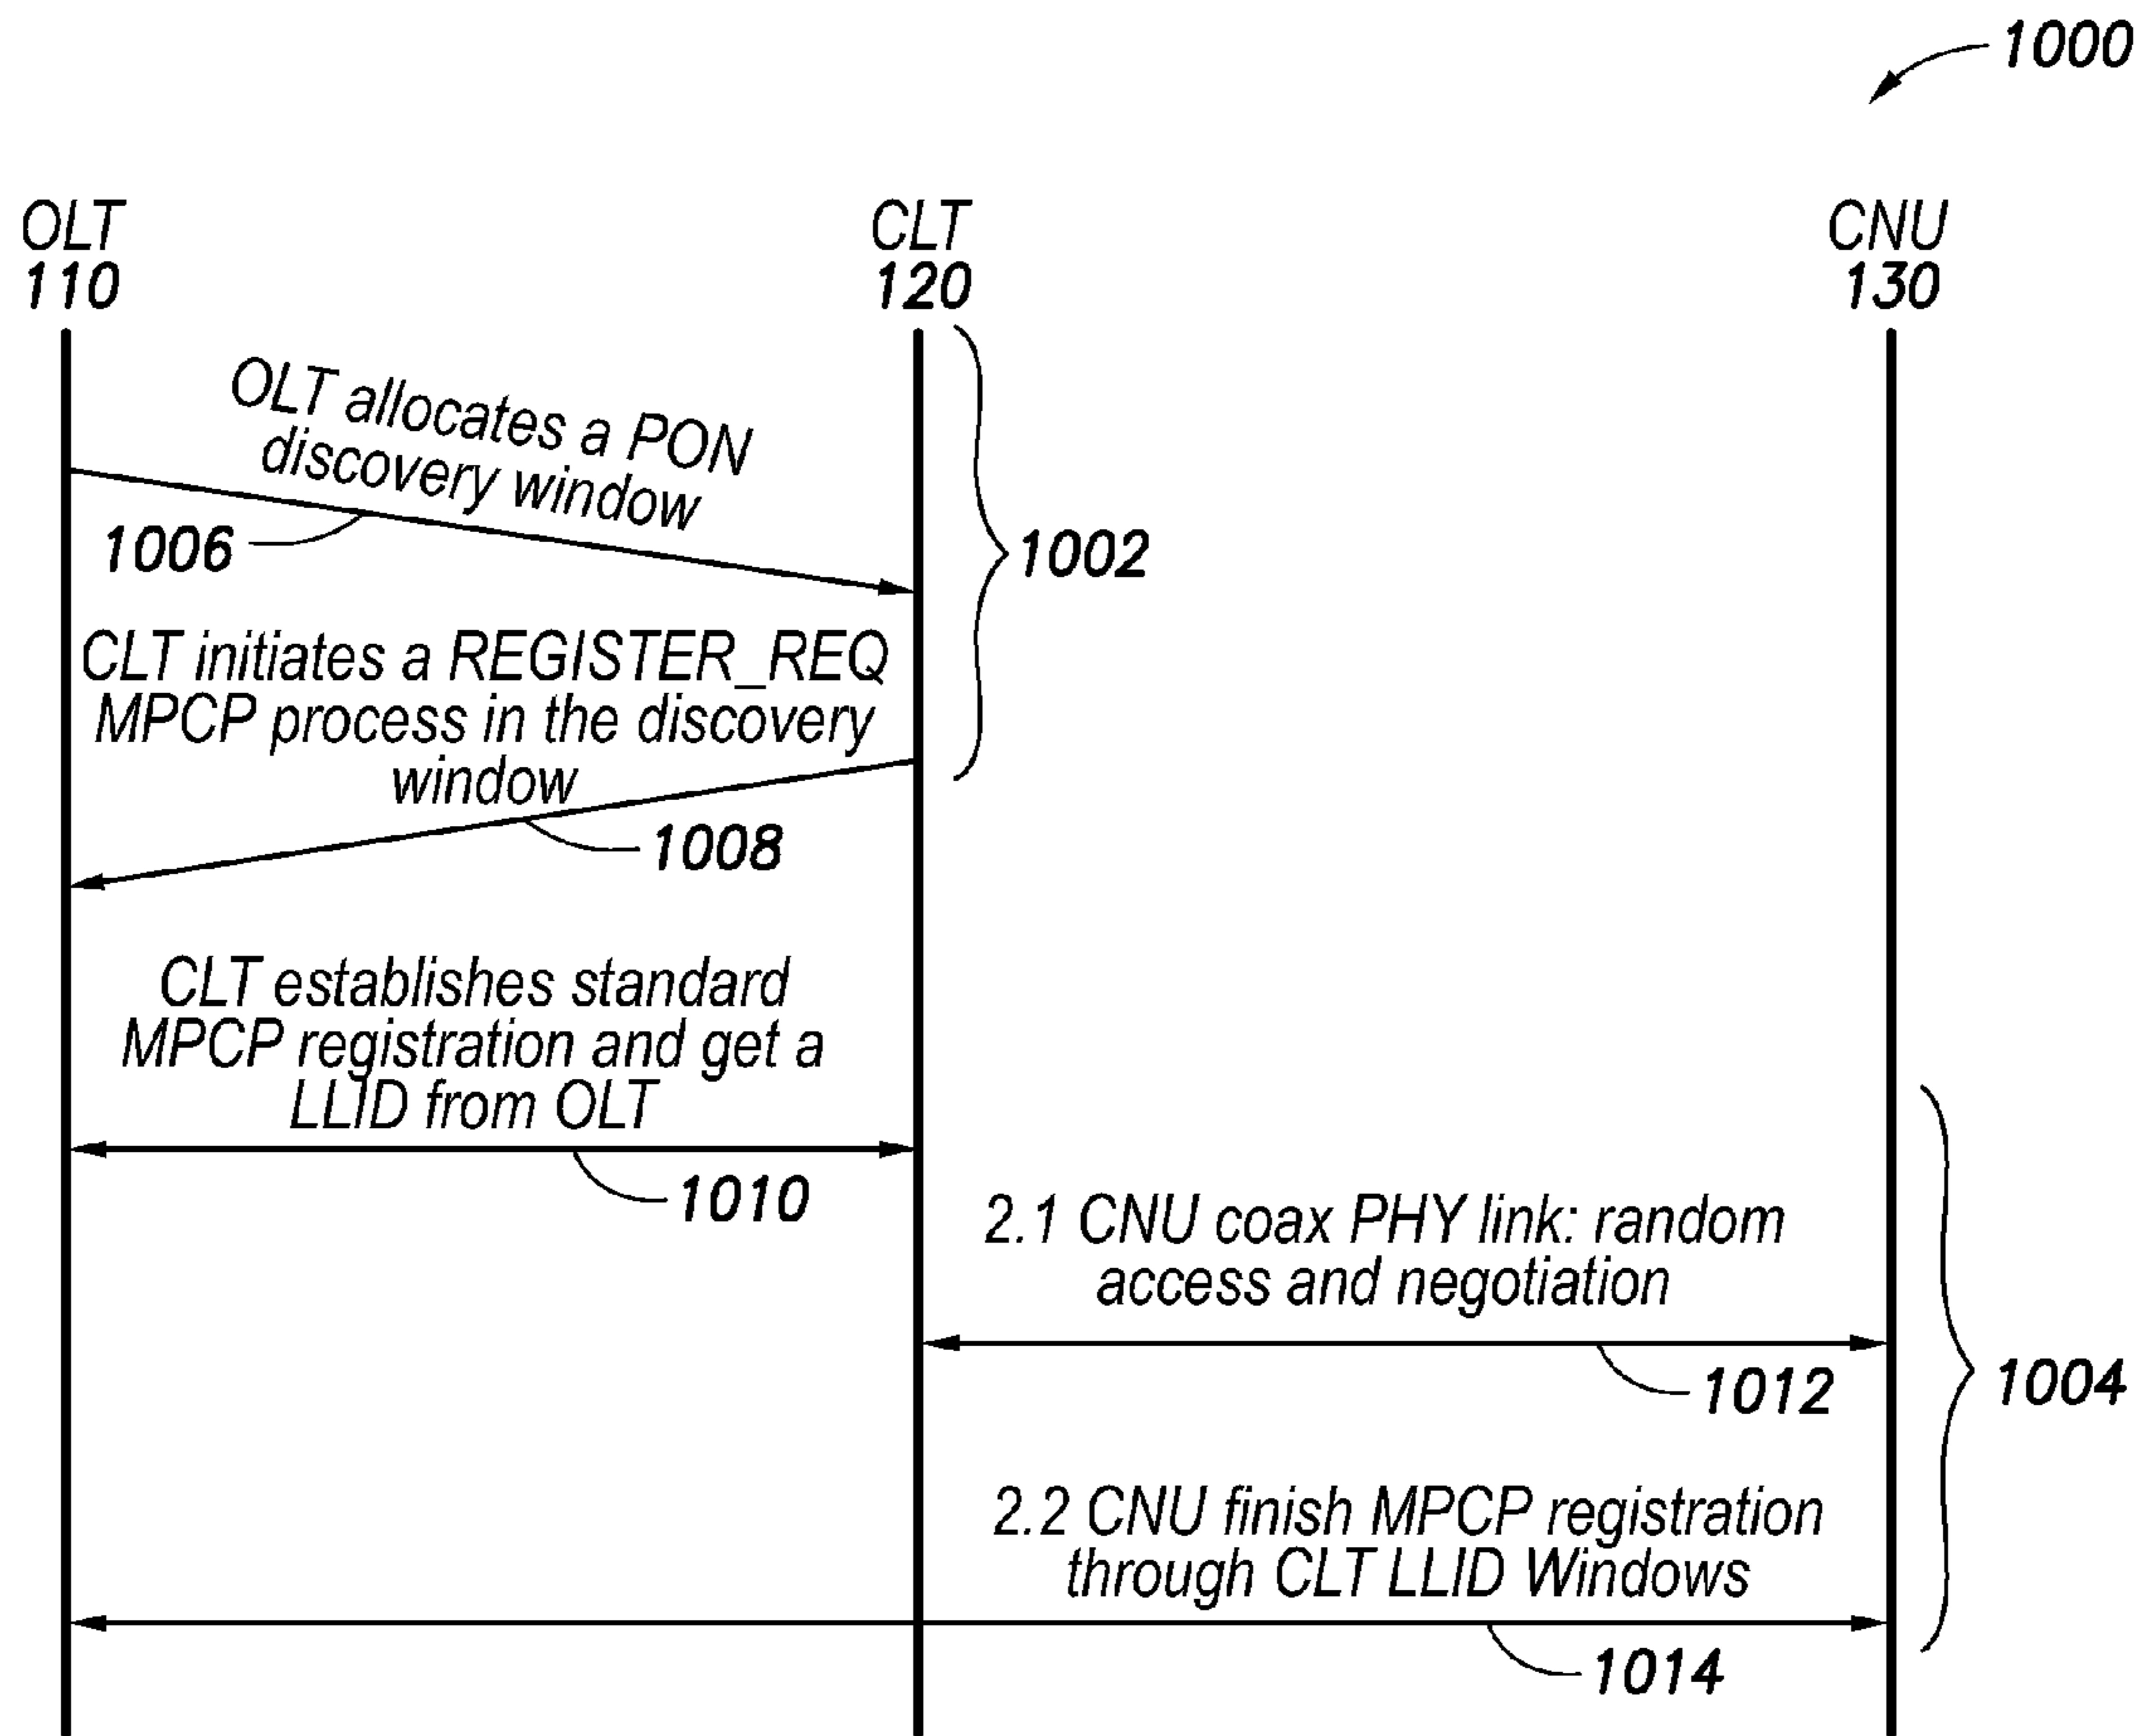 1000
OLT
110
CLT
120
CNU
130
OLT allocates a PON
discovery window
1006
1002
CLT initiates a REGISTER_REQ
MPCP process in the discovery
window
1008
CLT establishes standard
MPCP registration and get a
LLID from OLT
1010
2.1 CNU coax PHY link: random
access and negotiation
1012
1004
2.2 CNU finish MPCP registration
through CLT LLID Windows
1014